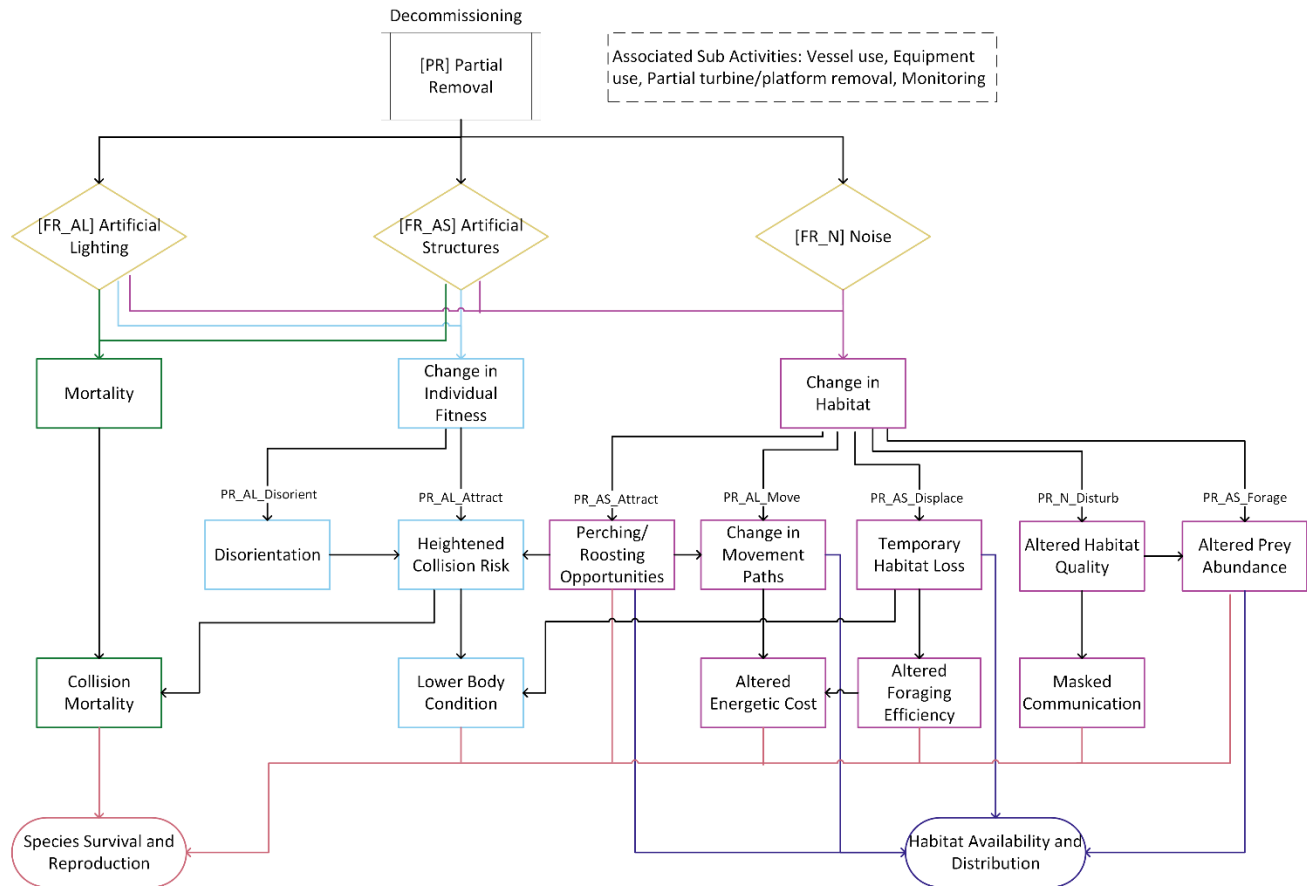 Decommissioning
[PR] Partial
Removal
Associated Sub Activities: Vessel use, Equipment
use, Partial turbine/platform removal, Monitoring
[FR_AL] Artificial
Lighting
[FR_AS] Artificial
Structures
[FR_N] Noise
Mortality
Change in
Individual
Fitness
Change in
Habitat
PR_AL_Disorient
PR_AL_Attract
PR_AS_Attract
PR_AL_Move
PR_AS_Displace
PR_N_Disturb
PR_AS_Forage
Disorientation
Heightened
Collision Risk
Perching/
Roosting
Opportunities
Change in
Movement
Paths
Temporary
Habitat Loss
Altered Habitat
Quality
Altered Prey
Abundance
Collision
Mortality
Lower Body
Condition
Altered
Energetic Cost
Altered
Foraging
Efficiency
Masked
Communication
Species Survival and
Reproduction
Habitat Availability and
Distribution